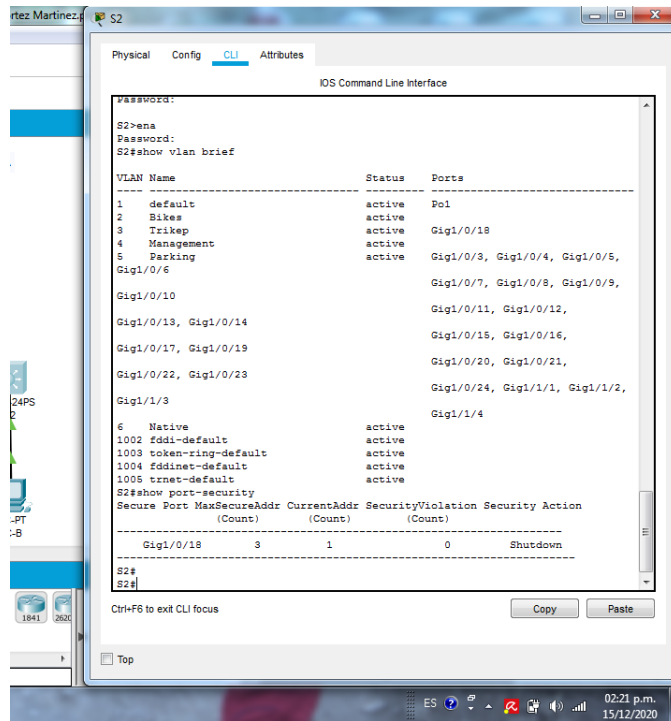 rtez Martinez.p
S2
Physical Config CLI Attributes
IOS Command Line Interface
Password:
S2>ena
Password:
S2#show vlan brief
VLAN Name Status Ports
---- -------------------------------- --------- -------------------------------
1 default active Po1
2 Bikes active
3 Trikep active Gig1/0/18
4 Management active
5 Parking active Gig1/0/3, Gig1/0/4, Gig1/0/5,
Gig1/0/6
Gig1/0/7, Gig1/0/8, Gig1/0/9,
Gig1/0/10
Gig1/0/11, Gig1/0/12,
Gig1/0/13, Gig1/0/14
Gig1/0/15, Gig1/0/16,
Gig1/0/17, Gig1/0/19
Gig1/0/20, Gig1/0/21,
Gig1/0/22, Gig1/0/23
Gig1/0/24, Gig1/1/1, Gig1/1/2,
Gig1/1/3
Gig1/1/4
6 Native active
1002 fddi-default active
1003 token-ring-default active
1004 fddinet-default active
1005 trnet-default active
S2#show port-security
Secure Port MaxSecureAddr CurrentAddr SecurityViolation Security Action
(Count) (Count) (Count)
--------------------------------------------------------------------
Gig1/0/18 3 1 0 Shutdown
----------------------------------------------------------------------
S2#
S2#
24PS
2
-PT
-B
1841 2620
Ctrl+F6 to exit CLI focus
Copy Paste
Top
ES
02:21 p.m.
15/12/2020